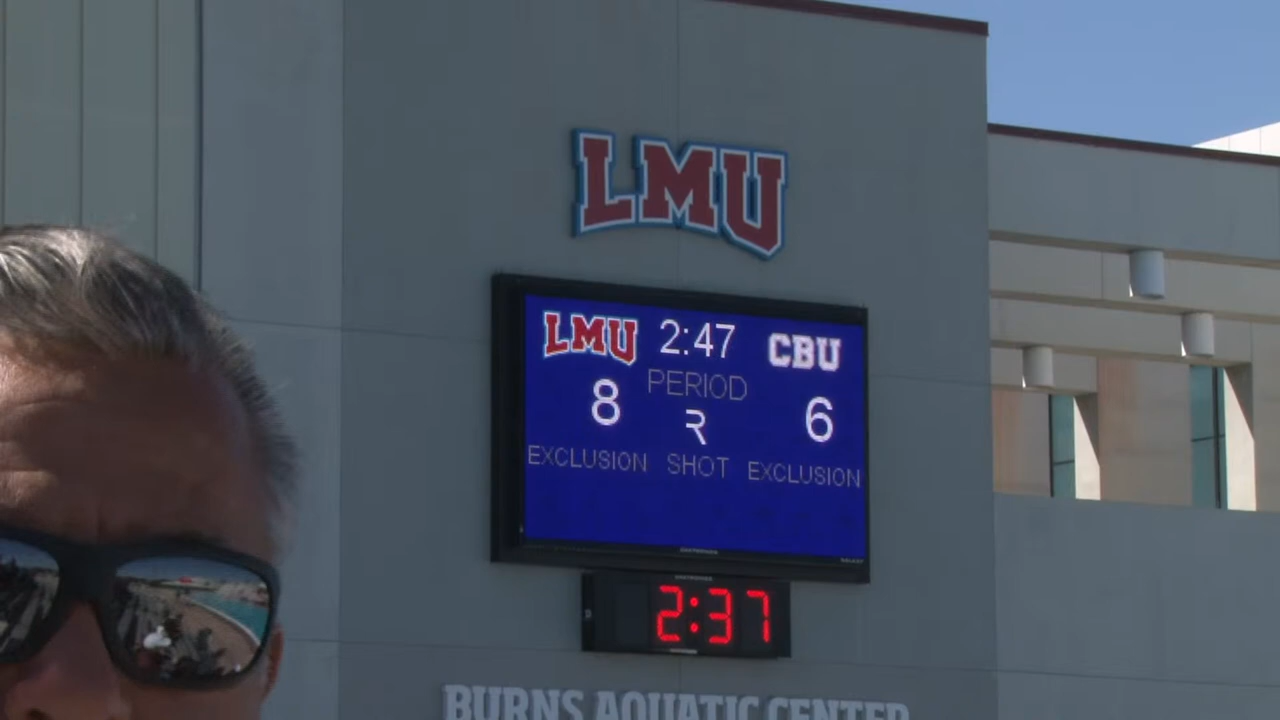 LMU
LMU 2:47 CBU
PERIOD
8 6
EXCLUSION SHOT EXCLUSION
2:37
BURNS AQUATIC CENTER